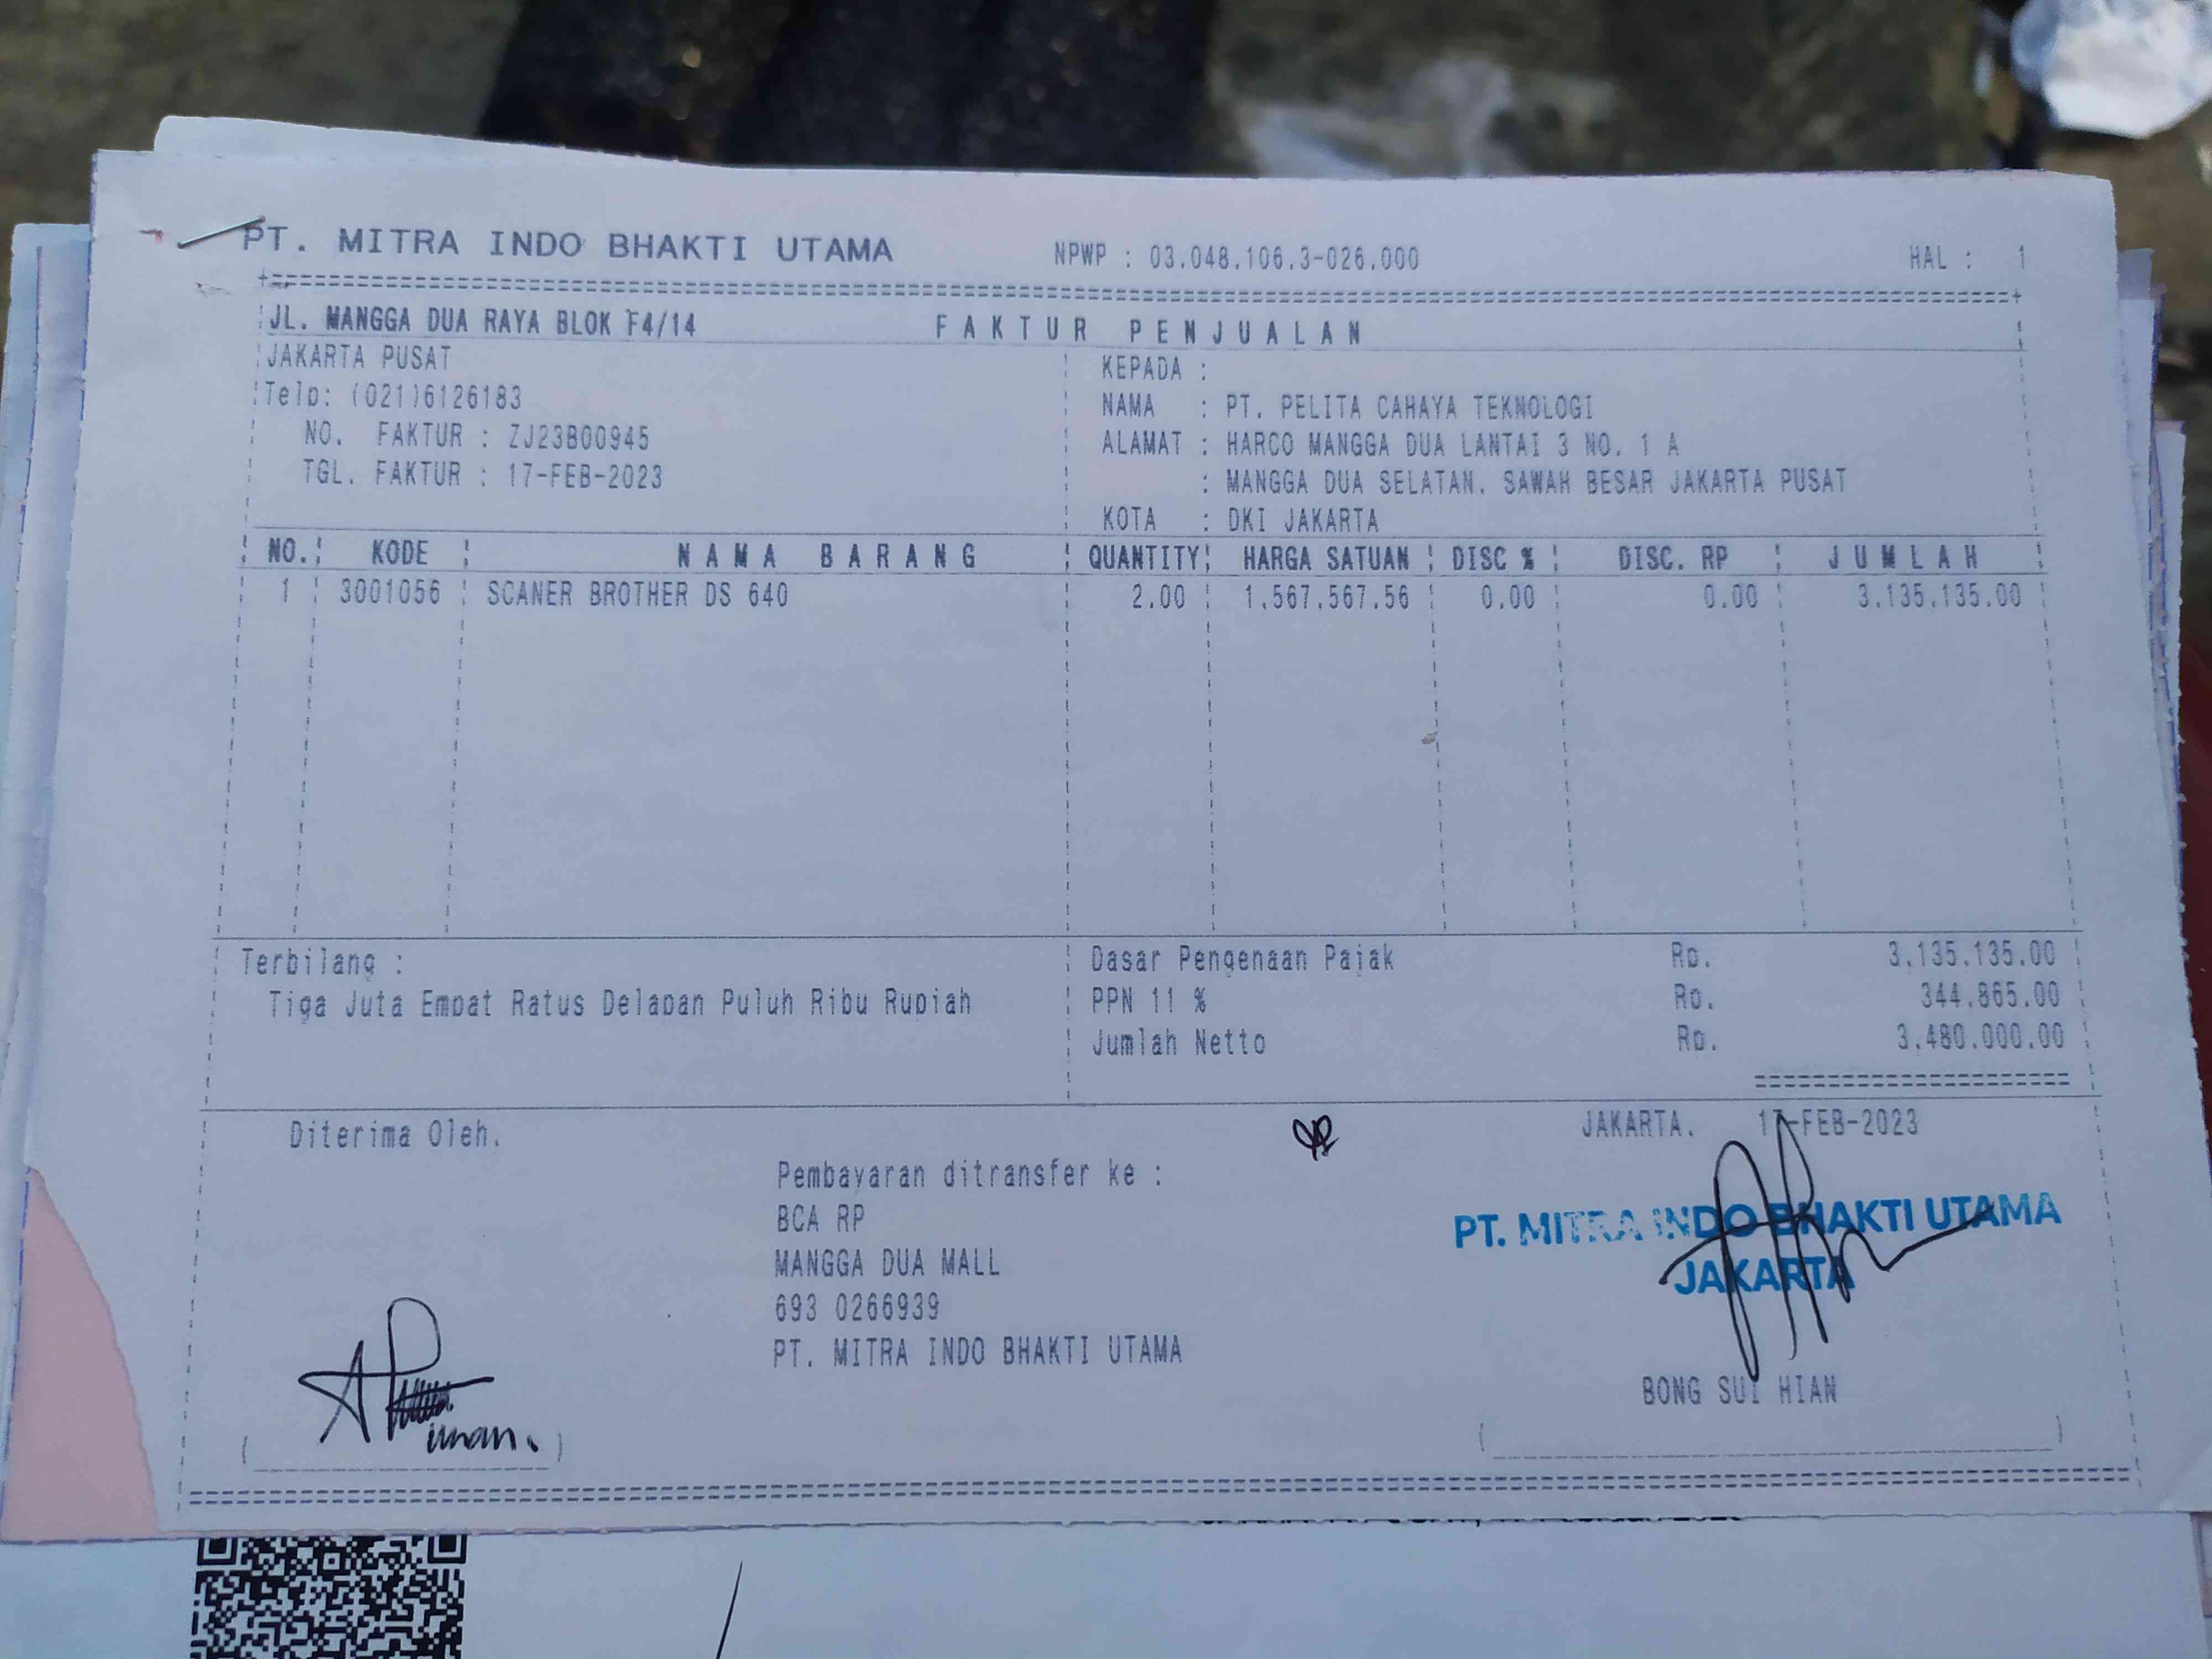 PT. MITRA INDO BHAKTI UTAMA NPWP : 03.048.106.3-026.000 HAL : 1
JL. MANGGA DUA RAYA BLOK F4/14 FAKTUR PENJUALAN
JAKARTA PUSAT
Telp: (021)6126183
NO. FAKTUR : ZJ23B00945
TGL. FAKTUR : 17-FEB-2023
KEPADA :
NAMA : PT. PELITA CAHAYA TEKNOLOGI
ALAMAT : HARCO MANGGA DUA LANTAI 3 NO. 1 A
: MANGGA DUA SELATAN. SAWAH BESAR JAKARTA PUSAT
KOTA : DKI JAKARTA
NO. KODE NAMA BARANG QUANTITY HARGA SATUAN DISC % DISC. RP JUMLAH
1 3001056 SCANER BROTHER DS 640 2.00 1.567.567.56 0.00 0.00 3.135.135.00
Terbilang :
Tiga Juta Empat Ratus Delapan Puluh Ribu Rupiah
Dasar Pengenaan Pajak Rp. 3.135.135.00
PPN 11 % Rp. 344.865.00
Jumlah Netto Rp. 3.480.000.00
Diterima Oleh.
iman.
Pembayaran ditransfer ke :
BCA RP
MANGGA DUA MALL
693 0266939
PT. MITRA INDO BHAKTI UTAMA
JAKARTA. 17-FEB-2023
PT. MITRA INDO BHAKTI UTAMA
JAKARTA
BONG SUI HIAN